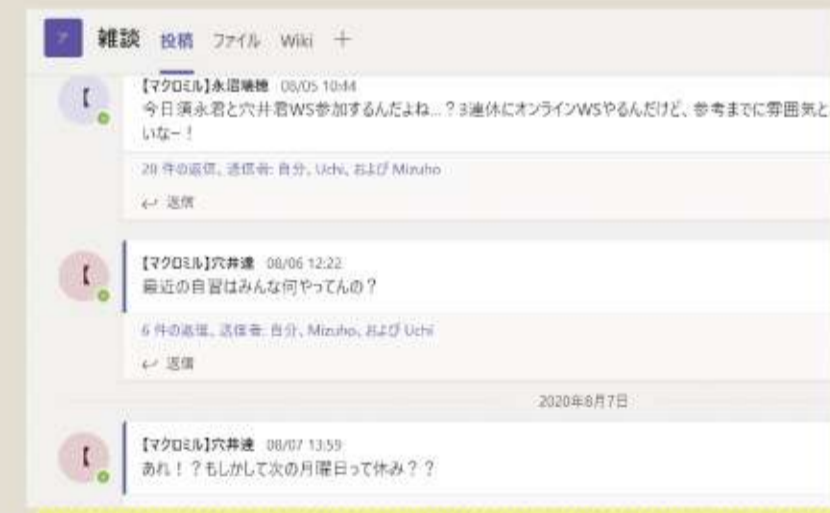 雑談 投稿 ファイル Wiki
【マクロミル】永沼瑞穂 08/05 10:44
今日須永君と穴井君WS参加するんだよね...？3連休にオンラインWSやるんだけど、参考までに雰囲気と
いなー！
20 件の返信、送信者: 自分、Uchi、および Mizuho
返信
【マクロミル】穴井達 08/06 12:22
最近の自習はみんな何やってんの？
6 件の返信、送信者: 自分、Mizuho、および Uchi
返信
2020年8月7日
【マクロミル】穴井達 08/07 13:59
あれ！？もしかして次の月曜日って休み？？